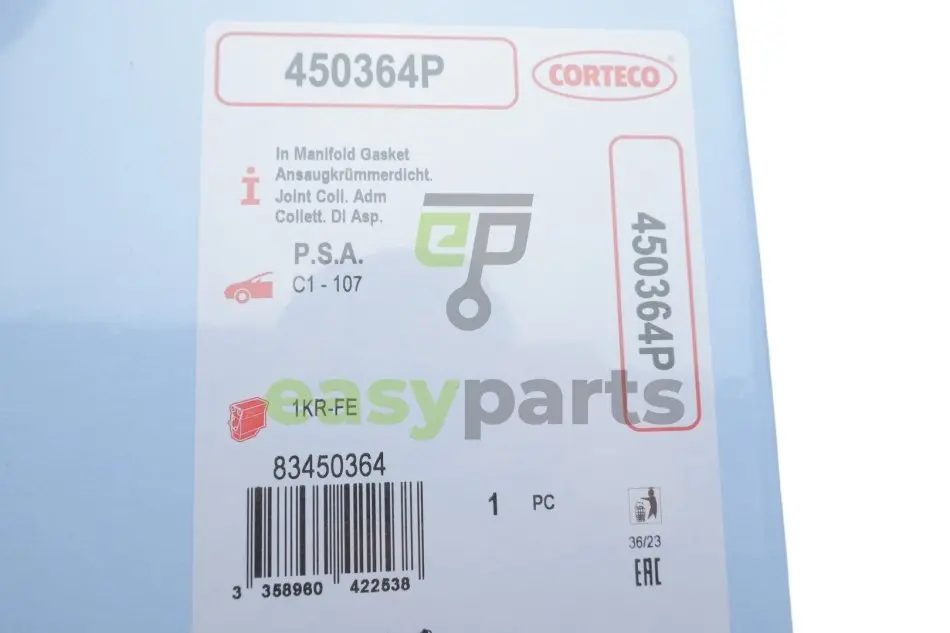 450364P
CORTECO
In Manifold Gasket
Ansaugkrümmerdicht.
Joint Coll. Adm
Collett. DI Asp.
P.S.A.
C1 - 107
450364P
ep
easyparts
1KR-FE
83450364
1 PC
3 358960 422538
36/23
EAC